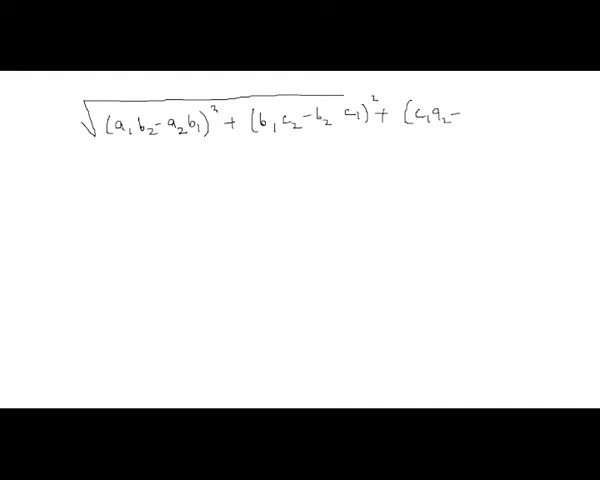 √(a₁b₂-a₂b₁)² + (b₁c₂-b₂c₁)² + (c₁a₂-